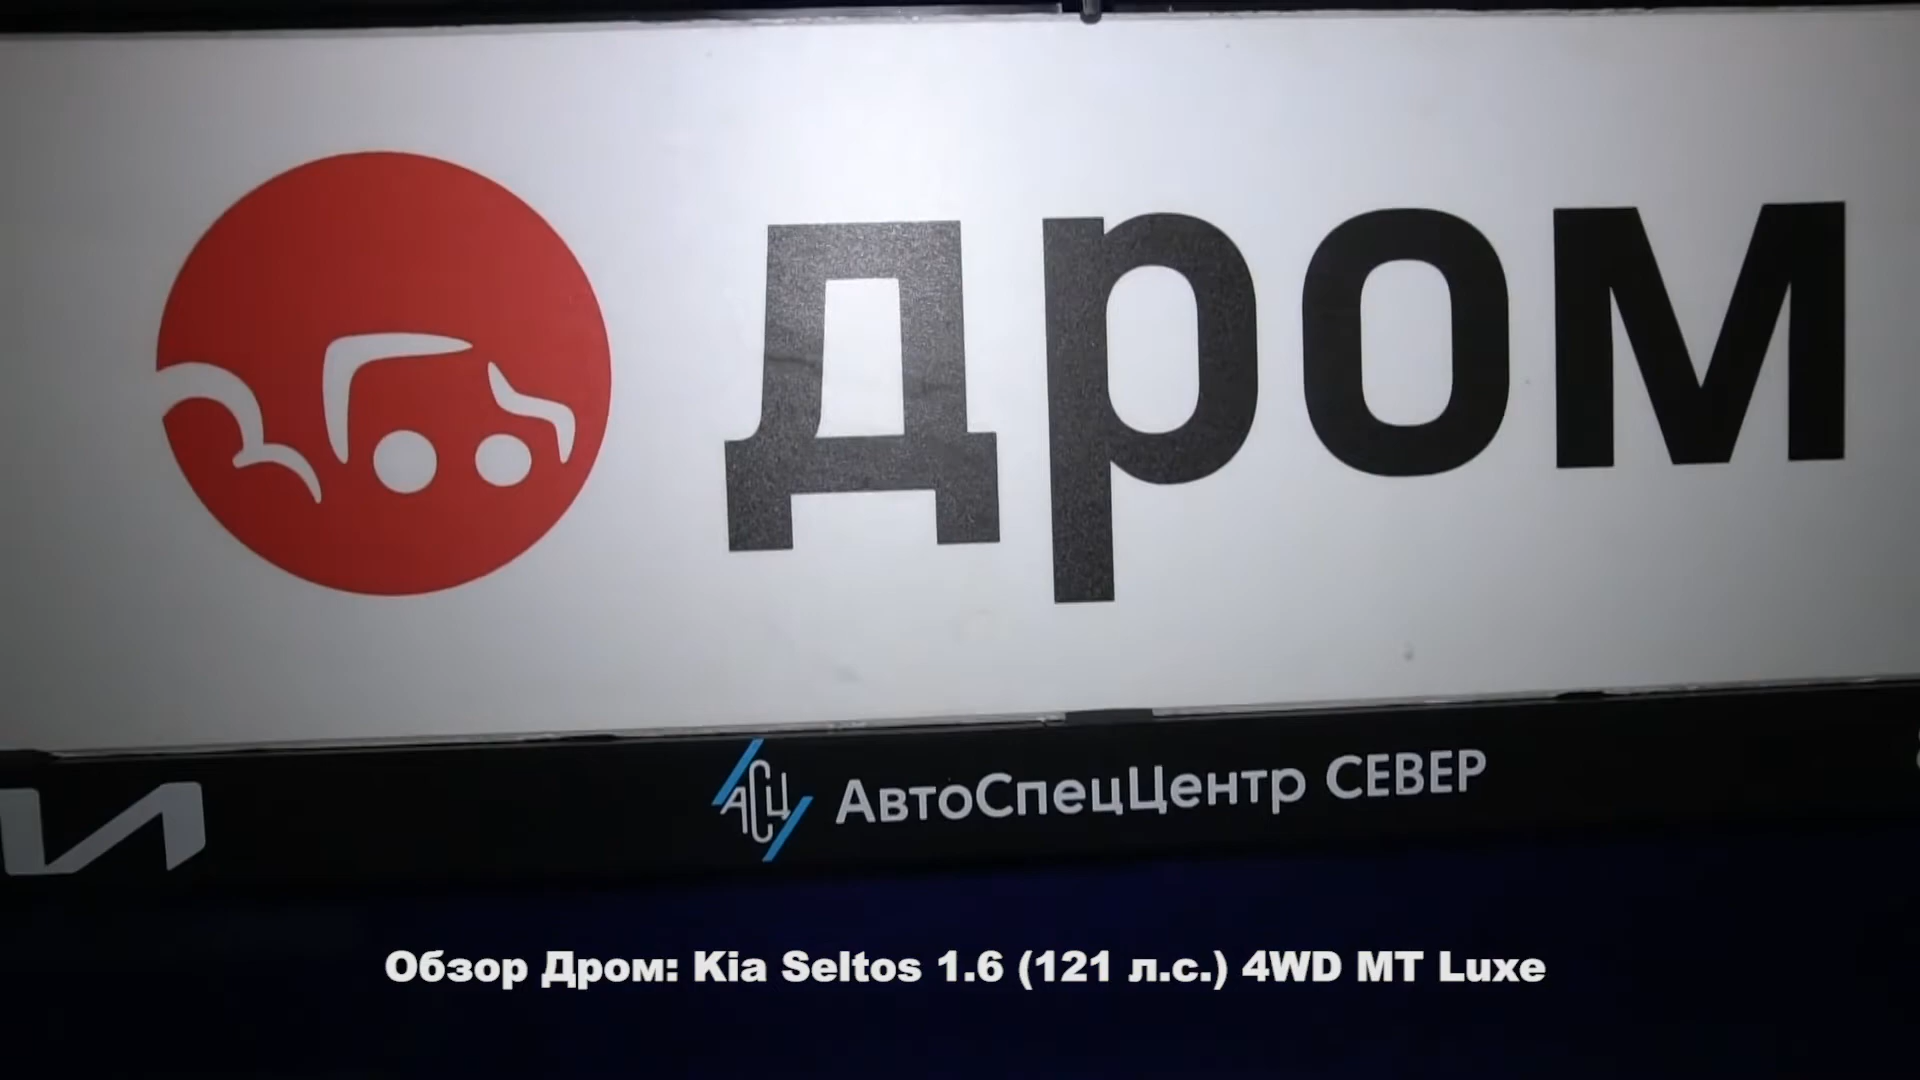 дром
АСЦ АвтоСпецЦентр СЕВЕР
Обзор Дром: Kia Seltos 1.6 (121 л.с.) 4WD MT Luxe